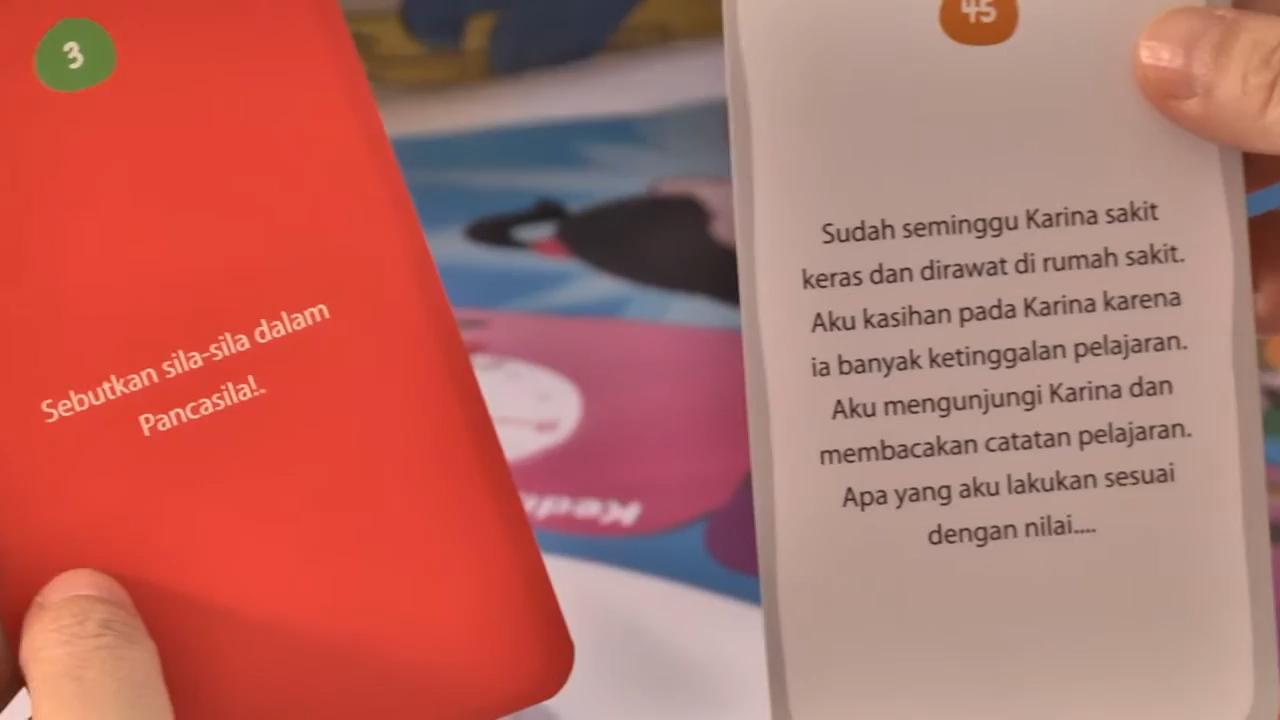 3
Sebutkan sila-sila dalam
Pancasila!.
45
Sudah seminggu Karina sakit
keras dan dirawat di rumah sakit.
Aku kasihan pada Karina karena
ia banyak ketinggalan pelajaran.
Aku mengunjungi Karina dan
membacakan catatan pelajaran.
Apa yang aku lakukan sesuai
dengan nilai....